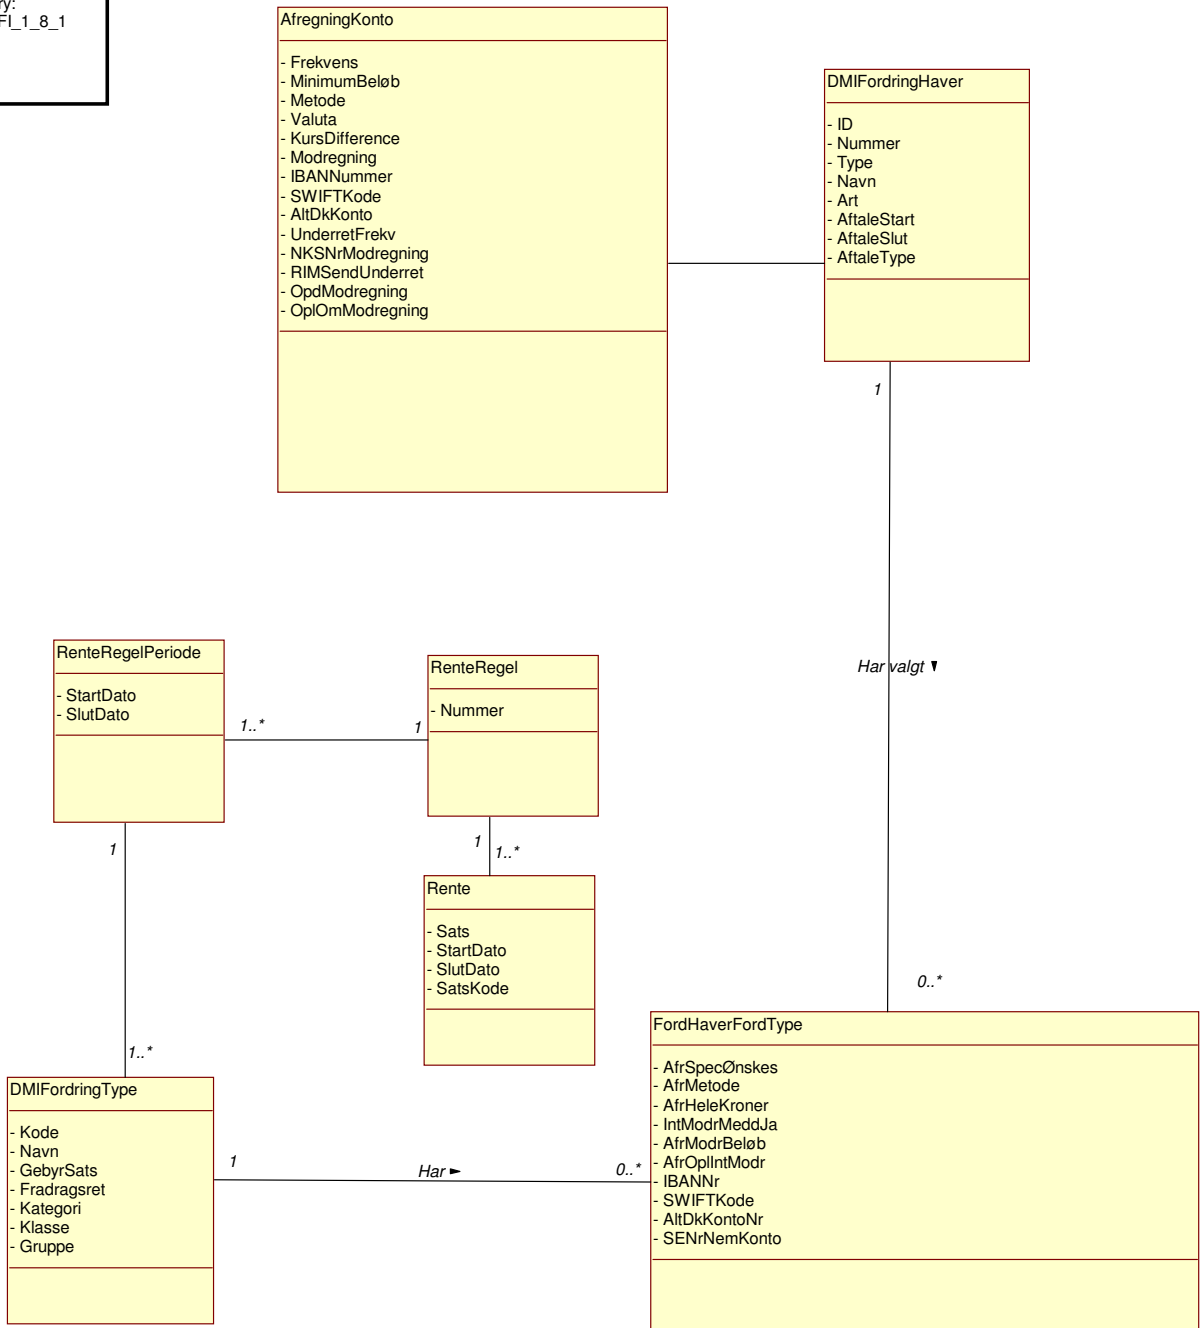 ry:
FI_1_8_1
AfregningKonto
- Frekvens
- MinimumBeløb
- Metode
- Valuta
- KursDifference
- Modregning
- IBANNummer
- SWIFTKode
- AltDkKonto
- UnderretFrekv
- NKSNrModregning
- RIMSendUnderret
- OpdModregning
- OplOmModregning
DMIFordringHaver
- ID
- Nummer
- Type
- Navn
- Art
- AftaleStart
- AftaleSlut
- AftaleType
1
Har valgt
0..*
RenteRegelPeriode
- StartDato
- SlutDato
1..*
1
RenteRegel
- Nummer
1
1..*
Rente
- Sats
- StartDato
- SlutDato
- SatsKode
1
1..*
DMIFordringType
- Kode
- Navn
- GebyrSats
- Fradragsret
- Kategori
- Klasse
- Gruppe
1
Har
0..*
FordHaverFordType
- AfrSpecØnskes
- AfrMetode
- AfrHeleKroner
- IntModrMeddJa
- AfrModrBeløb
- AfrOplIntModr
- IBANNr
- SWIFTKode
- AltDkKontoNr
- SENrNemKonto